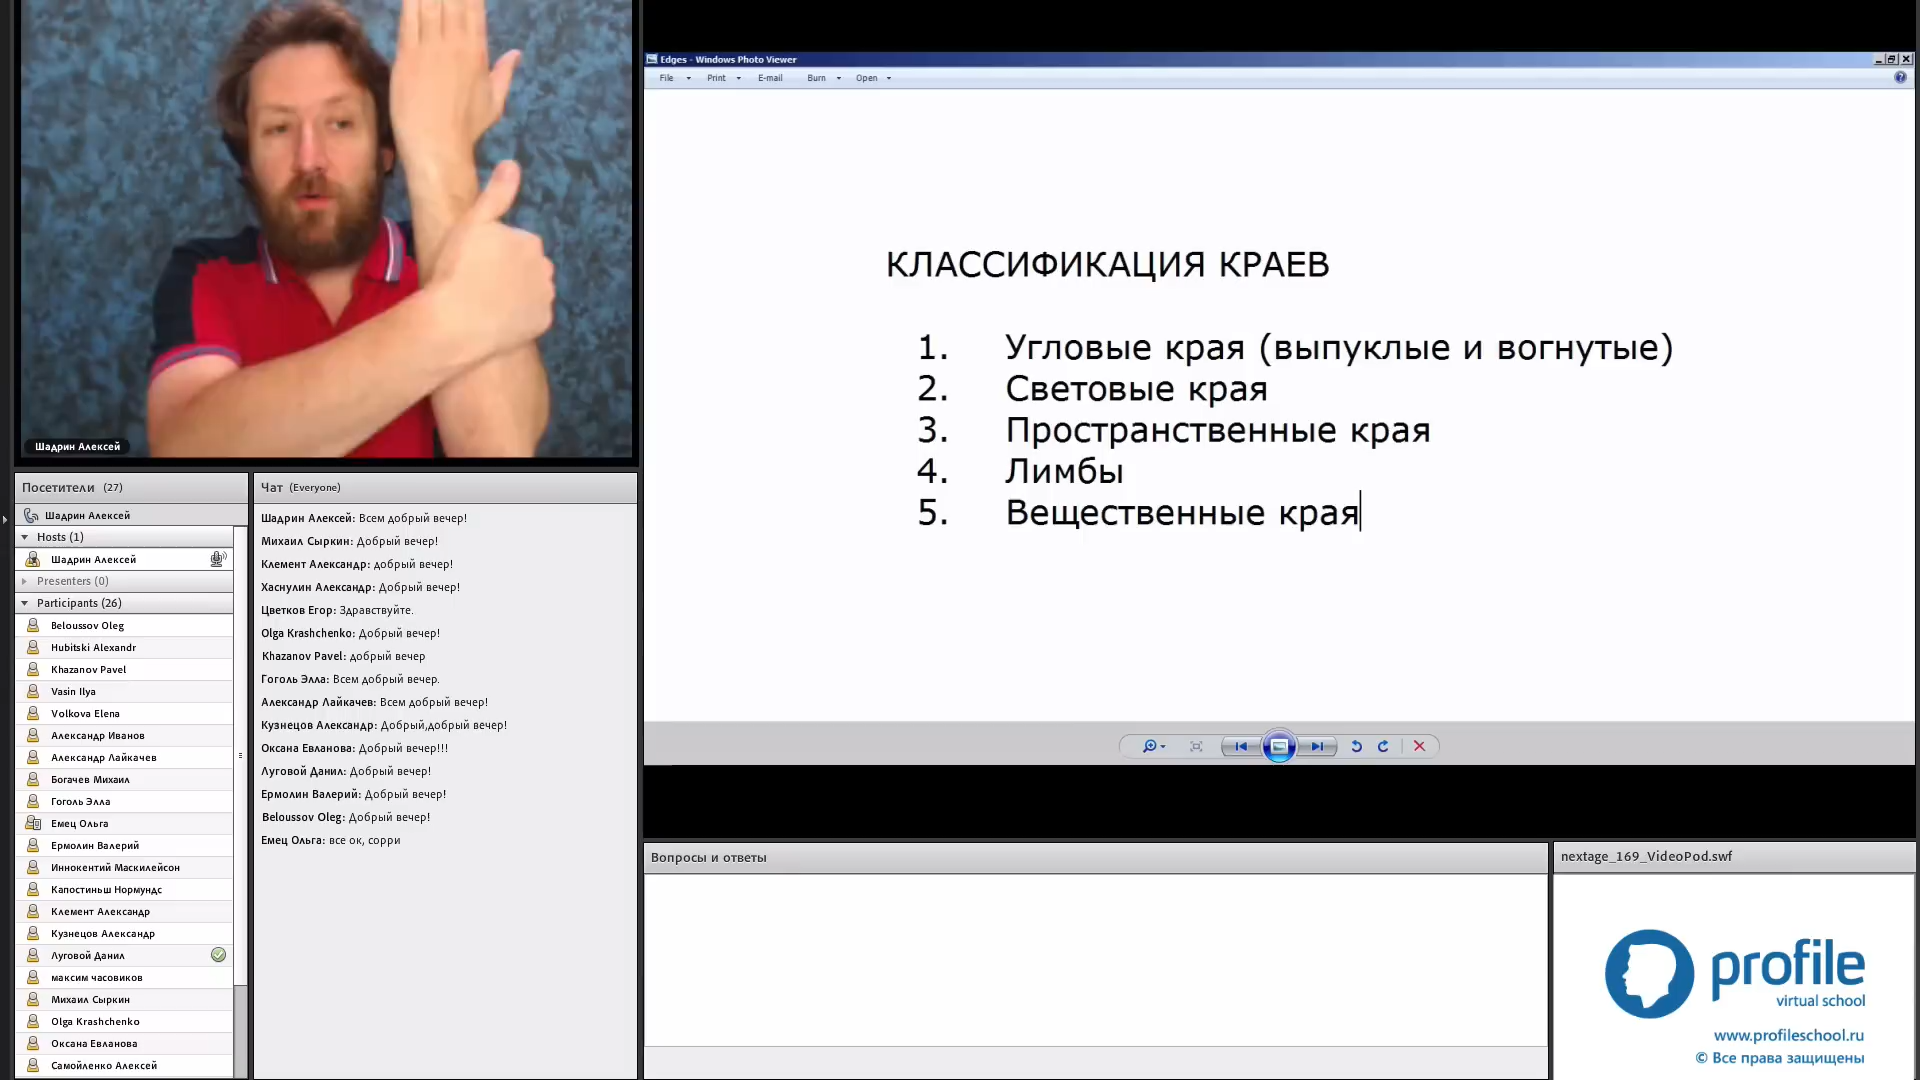 Шадрин Алексей
Посетители (27)
Шадрин Алексей
Hosts (1)
Шадрин Алексей
Presenters (0)
Participants (26)
Beloussov Oleg
Hubitski Alexandr
Khazanov Pavel
Vasin Ilya
Volkova Elena
Александр Иванов
Александр Лайкачев
Богачев Михаил
Гоголь Элла
Емец Ольга
Ермолин Валерий
Иннокентий Маскилейсон
Капостиньш Нормундс
Клемент Александр
Кузнецов Александр
Луговой Данил
максим часовиков
Михаил Сыркин
Olga Krashchenko
Оксана Евланова
Самойленко Алексей
Чат (Everyone)
Шадрин Алексей: Всем добрый вечер!
Михаил Сыркин: Добрый вечер!
Клемент Александр: добрый вечер!
Хаснулин Александр: Добрый вечер!
Цветков Егор: Здравствуйте.
Olga Krashchenko: Добрый вечер!
Khazanov Pavel: добрый вечер
Гоголь Элла: Всем добрый вечер.
Александр Лайкачев: Всем добрый вечер!
Кузнецов Александр: Добрый,добрый вечер!
Оксана Евланова: Добрый вечер!!!
Луговой Данил: Добрый вечер!
Ермолин Валерий: Добрый вечер!
Beloussov Oleg: Добрый вечер!
Емец Ольга: все ок, сорри
Edges - Windows Photo Viewer
File Print E-mail Burn Open
КЛАССИФИКАЦИЯ КРАЕВ
1. Угловые края (выпуклые и вогнутые)
2. Световые края
3. Пространственные края
4. Лимбы
5. Вещественные края
Вопросы и ответы
nextage_169_VideoPod.swf
profile
virtual school
www.profileschool.ru
© Все права защищены